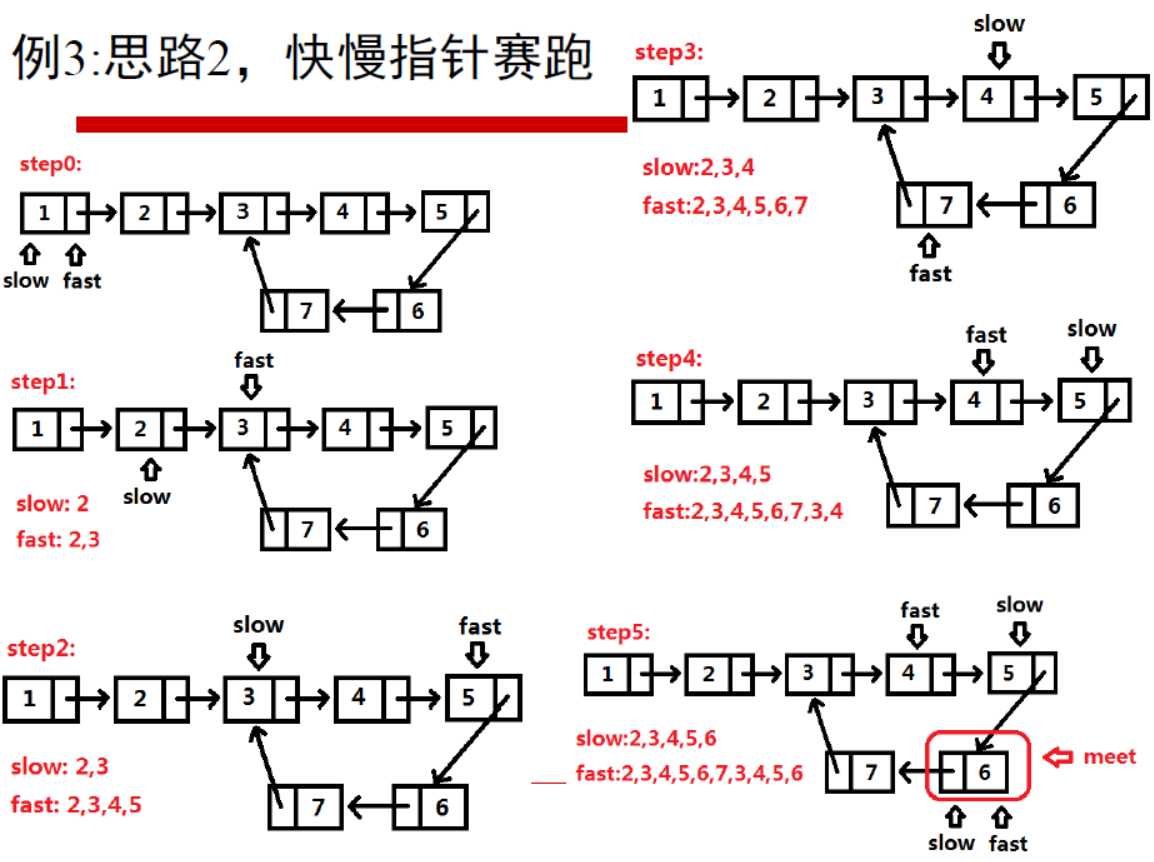 例3:思路2，快慢指针赛跑
step0:
1 2 3 4 5
slow fast
7 6
step1:
fast
1 2 3 4 5
slow
slow: 2
fast: 2,3
7 6
step2:
slow fast
1 2 3 4 5
slow: 2,3
fast: 2,3,4,5
7 6
step3:
slow
1 2 3 4 5
slow:2,3,4
fast:2,3,4,5,6,7
7 6
fast
step4:
fast slow
1 2 3 4 5
slow:2,3,4,5
fast:2,3,4,5,6,7,3,4
7 6
step5:
fast slow
1 2 3 4 5
slow:2,3,4,5,6
fast:2,3,4,5,6,7,3,4,5,6
7 6
meet
slow fast